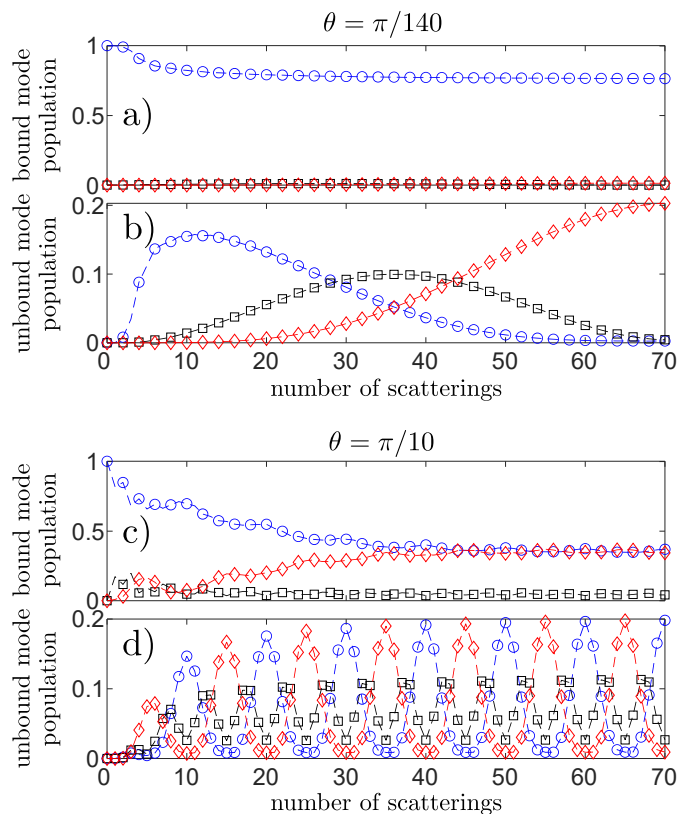 θ = π/140
bound mode
population
1
0.5
0
a)
unbound mode
population
0.2
0.1
0
b)
0 10 20 30 40 50 60 70
number of scatterings
θ = π/10
bound mode
population
1
0.5
0
c)
unbound mode
population
0.2
0.1
0
d)
0 10 20 30 40 50 60 70
number of scatterings